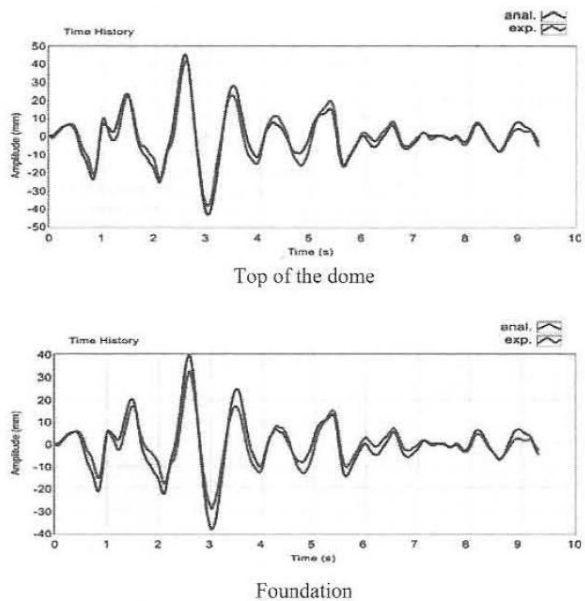 anal.
exp.
Time History
Amplitude (mm)
50
40
30
20
10
0
-10
-20
-30
-40
-50
0 1 2 3 4 5 6 7 8 9 10
Time (s)
Top of the dome
anal.
exp.
Time History
Amplitude (mm)
40
30
20
10
0
-10
-20
-30
-40
0 1 2 3 4 5 6 7 8 9 10
Time (s)
Foundation